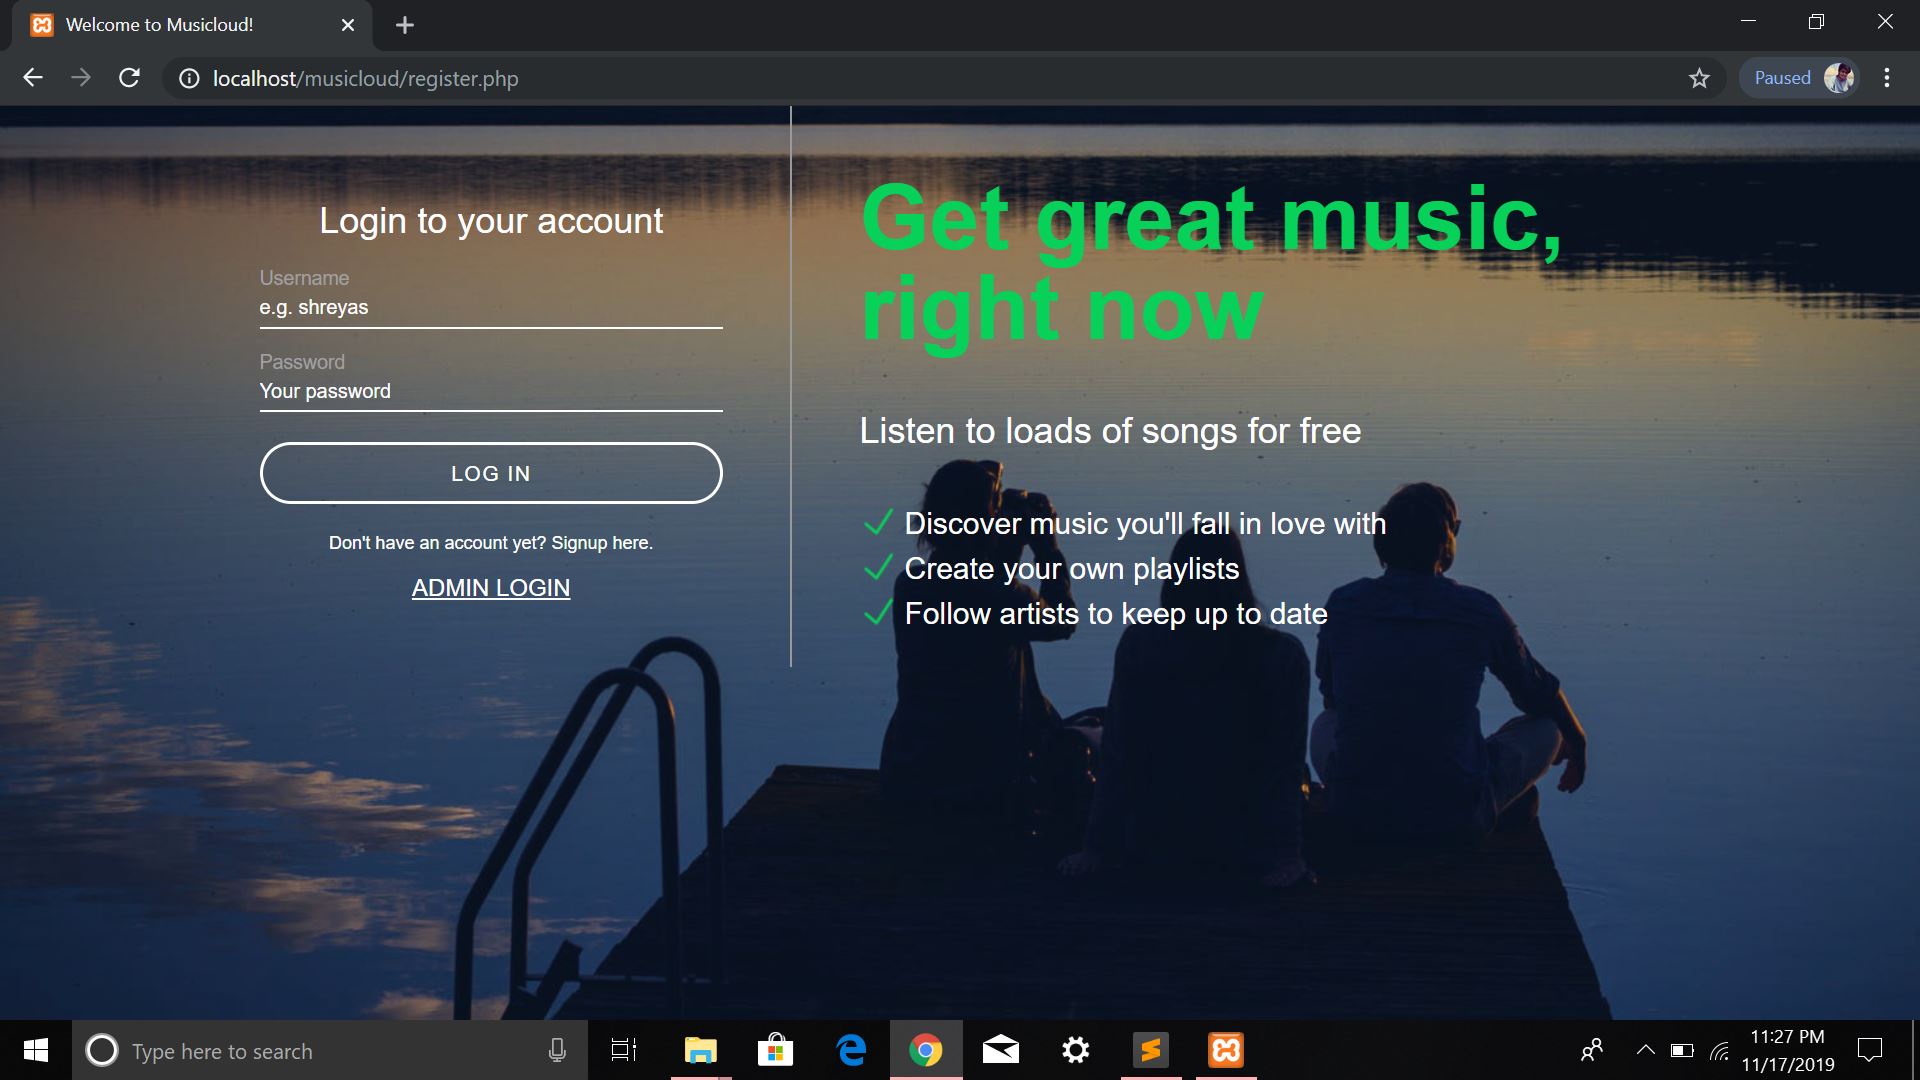 Welcome to Musicloud!
localhost/musicloud/register.php
Paused
Login to your account
Username
e.g. shreyas
Password
Your password
LOG IN
Don't have an account yet? Signup here.
ADMIN LOGIN
Get great music,
right now
Listen to loads of songs for free
Discover music you'll fall in love with
Create your own playlists
Follow artists to keep up to date
Type here to search
11:27 PM
11/17/2019